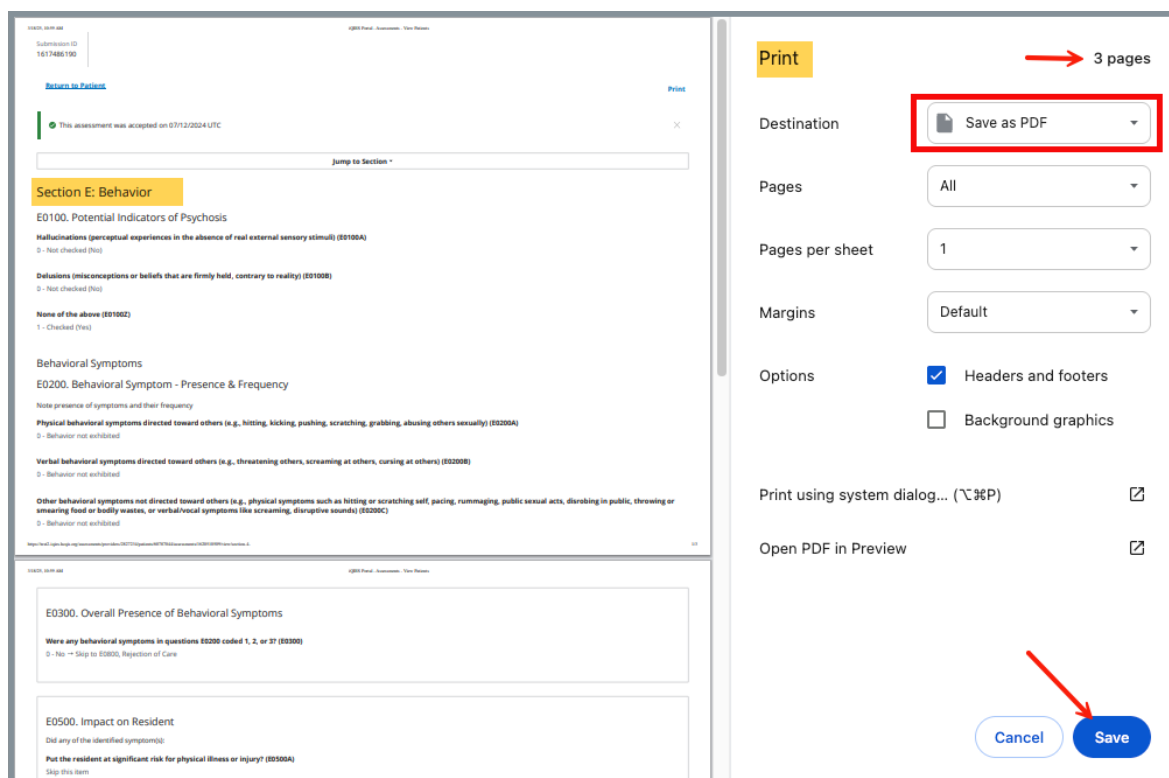 iQIES Portal - Assessments - View Patients
Submission ID
1617486190
Return to Patient
Print
This assessment was accepted on 07/12/2024 UTC
Jump to Section
Section E: Behavior
E0100. Potential Indicators of Psychosis
Hallucinations (perceptual experiences in the absence of real external sensory stimuli) (E0100A)
0 - Not checked (No)
Delusions (misconceptions or beliefs that are firmly held, contrary to reality) (E0100B)
0 - Not checked (No)
None of the above (E0100Z)
1 - Checked (Yes)
Behavioral Symptoms
E0200. Behavioral Symptom - Presence & Frequency
Note presence of symptoms and their frequency
Physical behavioral symptoms directed toward others (e.g., hitting, kicking, pushing, scratching, grabbing, abusing others sexually) (E0200A)
0 - Behavior not exhibited
Verbal behavioral symptoms directed toward others (e.g., threatening others, screaming at others, cursing at others) (E0200B)
0 - Behavior not exhibited
Other behavioral symptoms not directed toward others (e.g., physical symptoms such as hitting or scratching self, pacing, rummaging, public sexual acts, disrobing in public, throwing or
smearing food or bodily wastes, or verbal/vocal symptoms like screaming, disruptive sounds) (E0200C)
0 - Behavior not exhibited
1/3
iQIES Portal - Assessments - View Patients
E0300. Overall Presence of Behavioral Symptoms
Were any behavioral symptoms in questions E0200 coded 1, 2, or 3? (E0300)
0 - No → Skip to E0800, Rejection of Care
E0500. Impact on Resident
Did any of the identified symptom(s):
Put the resident at significant risk for physical illness or injury? (E0500A)
Skip this item
Print
3 pages
Destination
Save as PDF
Pages
All
Pages per sheet
1
Margins
Default
Options
Headers and footers
Background graphics
Print using system dialog... (⌥⌘P)
Open PDF in Preview
Cancel
Save